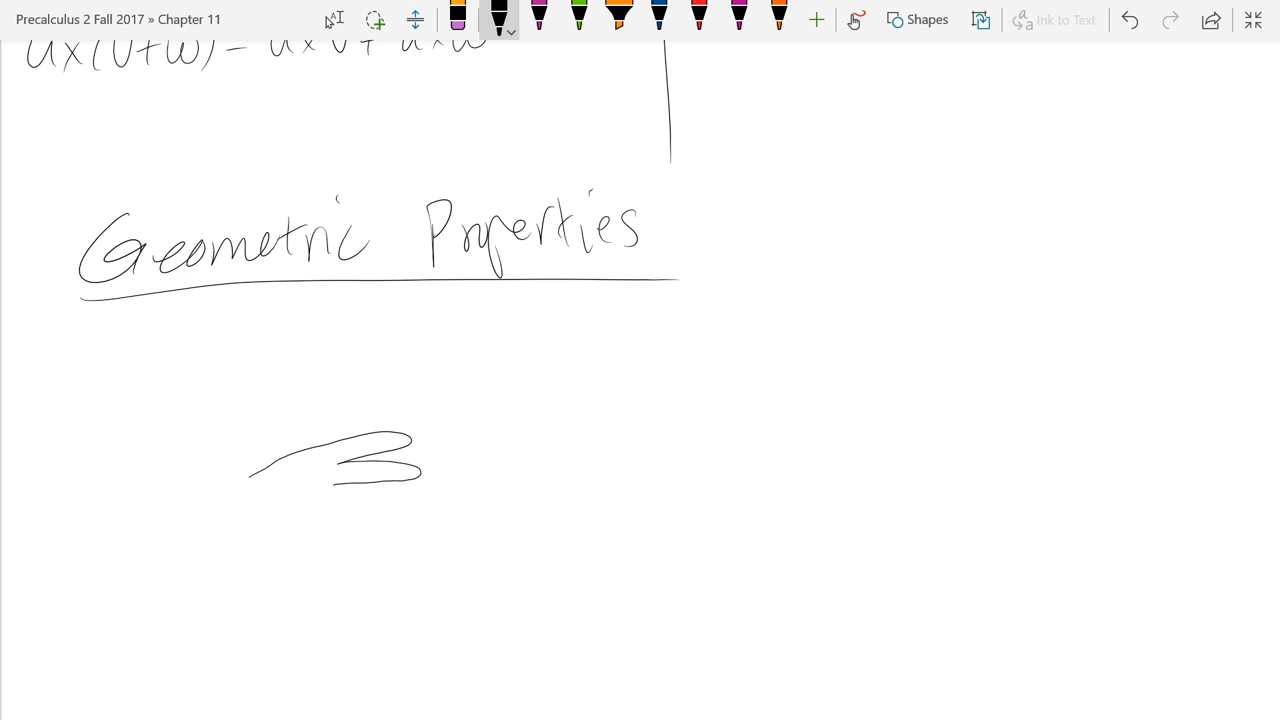 Precalculus 2 Fall 2017 » Chapter 11
Shapes
Ink to Text
u×(v+w) = u×v + u×w
Geometric Properties